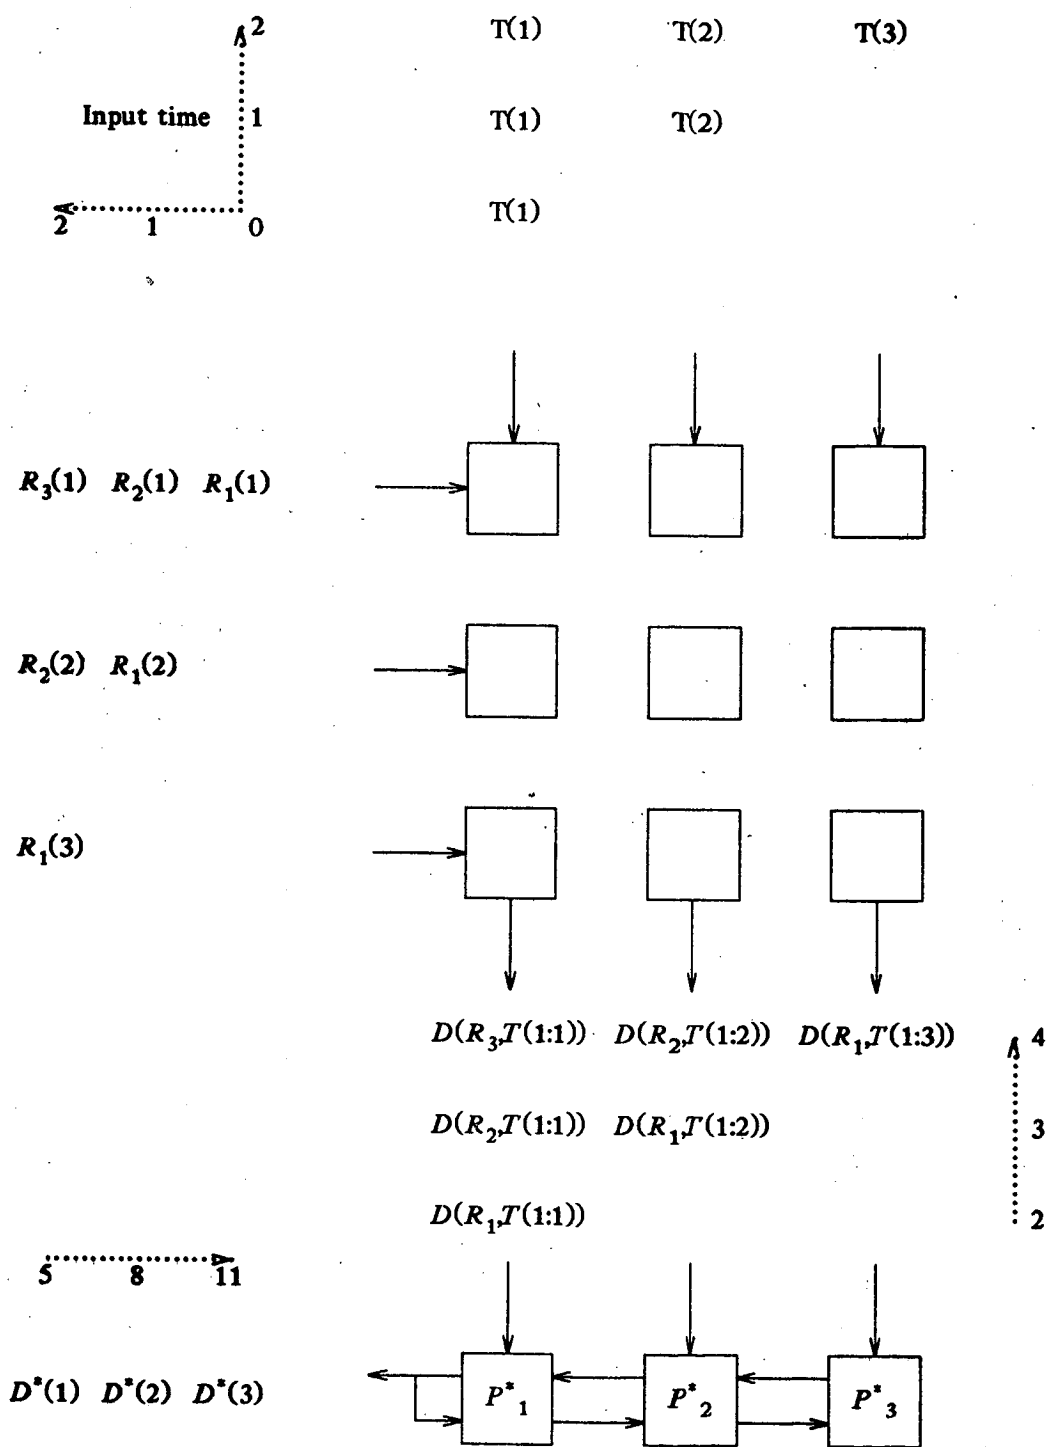 2 T(1) T(2) T(3)
Input time 1 T(1) T(2)
2 1 0 T(1)
R₃(1) R₂(1) R₁(1)
R₂(2) R₁(2)
R₁(3)
D(R₃,T(1:1)) D(R₂,T(1:2)) D(R₁,T(1:3)) 4
D(R₂,T(1:1)) D(R₁,T(1:2)) 3
D(R₁,T(1:1)) 2
5 8 11
D*(1) D*(2) D*(3) P*₁ P*₂ P*₃